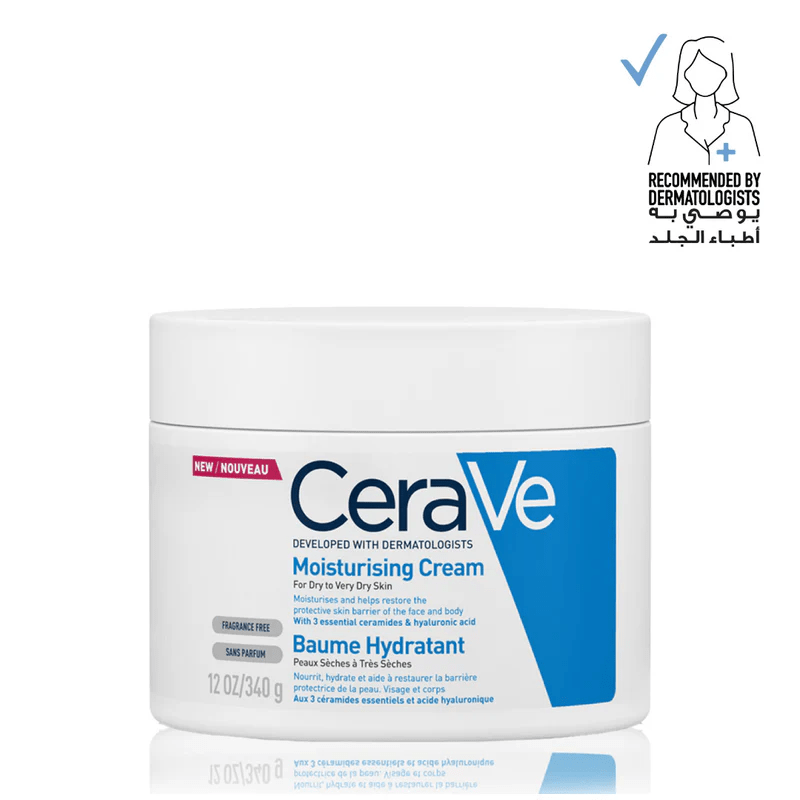 RECOMMENDED BY
DERMATOLOGISTS
يوصي به
أطباء الجلد
NEW / NOUVEAU
CeraVe
DEVELOPED WITH DERMATOLOGISTS
Moisturising Cream
For Dry to Very Dry Skin
Moisturises and helps restore the
protective skin barrier of the face and body
With 3 essential ceramides & hyaluronic acid
FRAGRANCE FREE
SANS PARFUM
12 OZ/340 g
Baume Hydratant
Peaux Sèches à Très Sèches
Nourrit, hydrate et aide à restaurer la barrière
protectrice de la peau. Visage et corps
Aux 3 céramides essentiels et acide hyaluronique